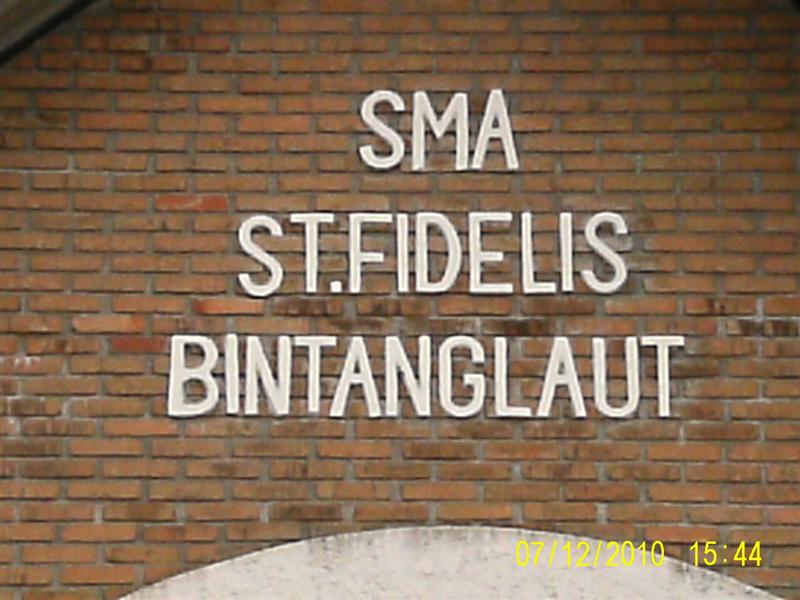 SMA
ST.FIDELIS
BINTANGLAUT
07/12/2010 15:44